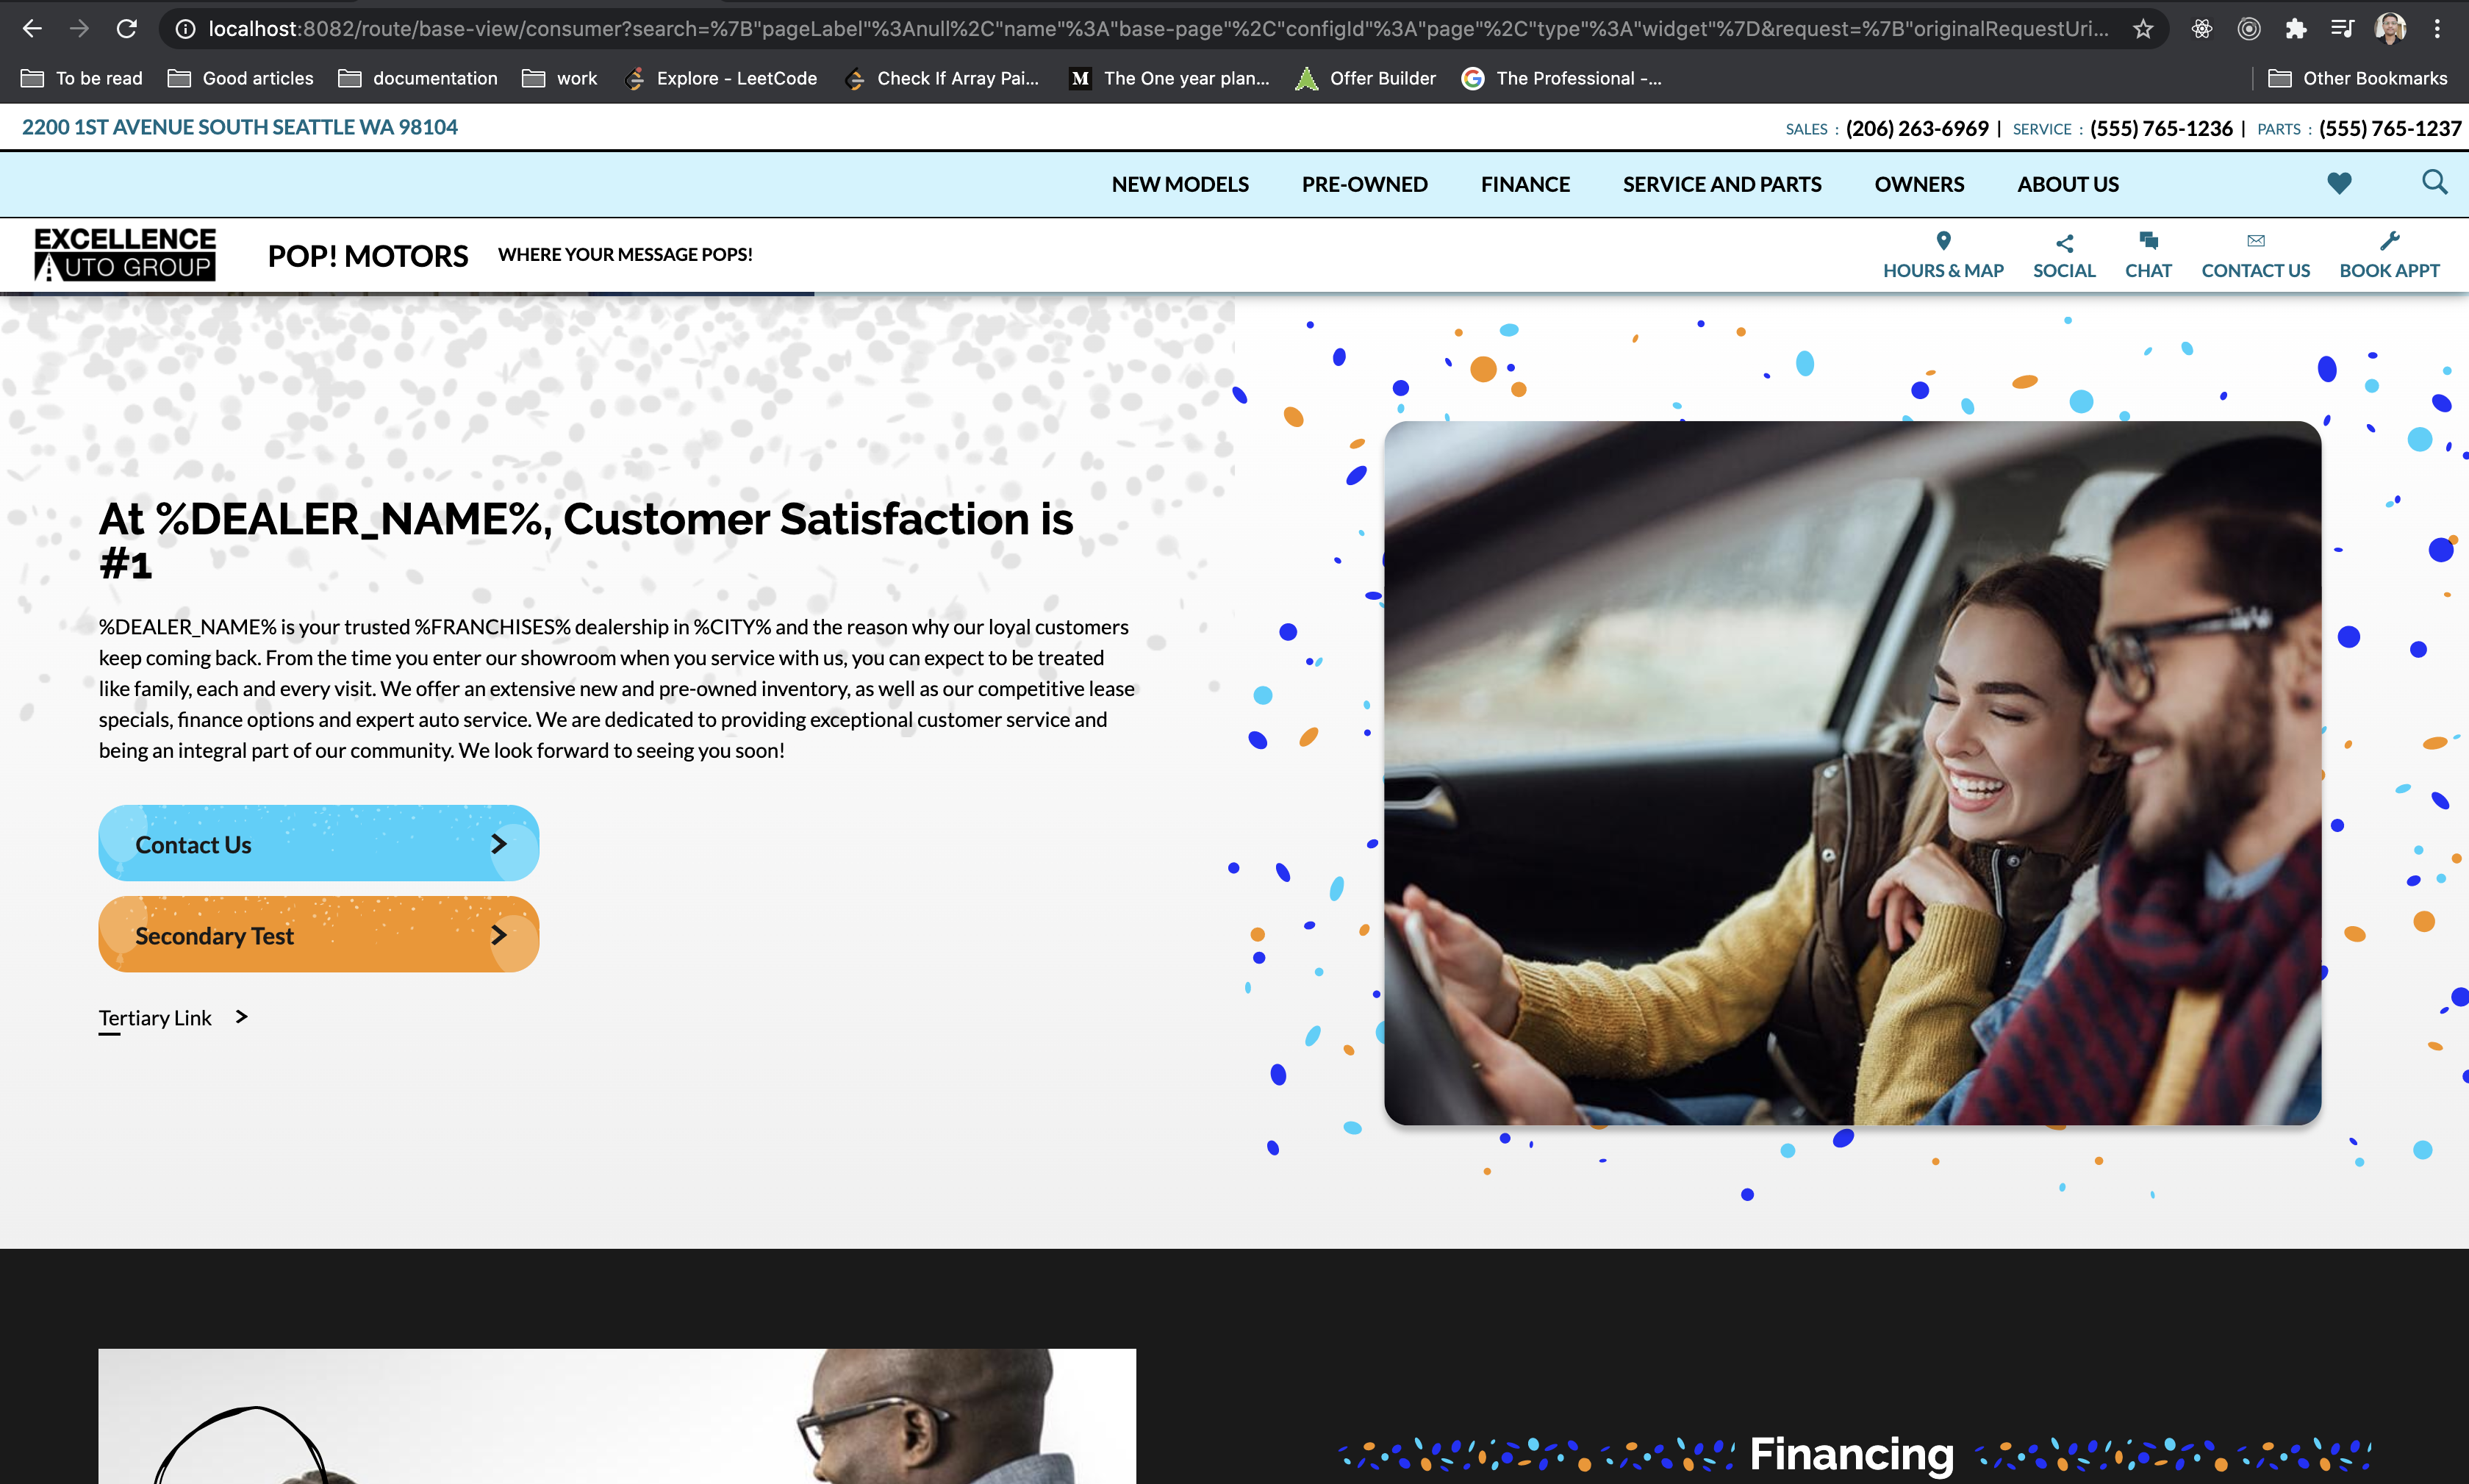 localhost:8082/route/base-view/consumer?search=%7B"pageLabel"%3Anull%2C"name"%3A"base-page"%2C"configId"%3A"page"%2C"type"%3A"widget"%7D&request=%7B"originalRequestUri...
To be read Good articles documentation work Explore - LeetCode Check If Array Pai... M The One year plan... Offer Builder G The Professional -... Other Bookmarks
2200 1ST AVENUE SOUTH SEATTLE WA 98104 SALES : (206) 263-6969 | SERVICE : (555) 765-1236 | PARTS : (555) 765-1237
NEW MODELS PRE-OWNED FINANCE SERVICE AND PARTS OWNERS ABOUT US
EXCELLENCE
AUTO GROUP
POP! MOTORS WHERE YOUR MESSAGE POPS!
HOURS & MAP SOCIAL CHAT CONTACT US BOOK APPT
At %DEALER_NAME%, Customer Satisfaction is
#1
%DEALER_NAME% is your trusted %FRANCHISES% dealership in %CITY% and the reason why our loyal customers
keep coming back. From the time you enter our showroom when you service with us, you can expect to be treated
like family, each and every visit. We offer an extensive new and pre-owned inventory, as well as our competitive lease
specials, finance options and expert auto service. We are dedicated to providing exceptional customer service and
being an integral part of our community. We look forward to seeing you soon!
Contact Us
Secondary Test
Tertiary Link
Financing